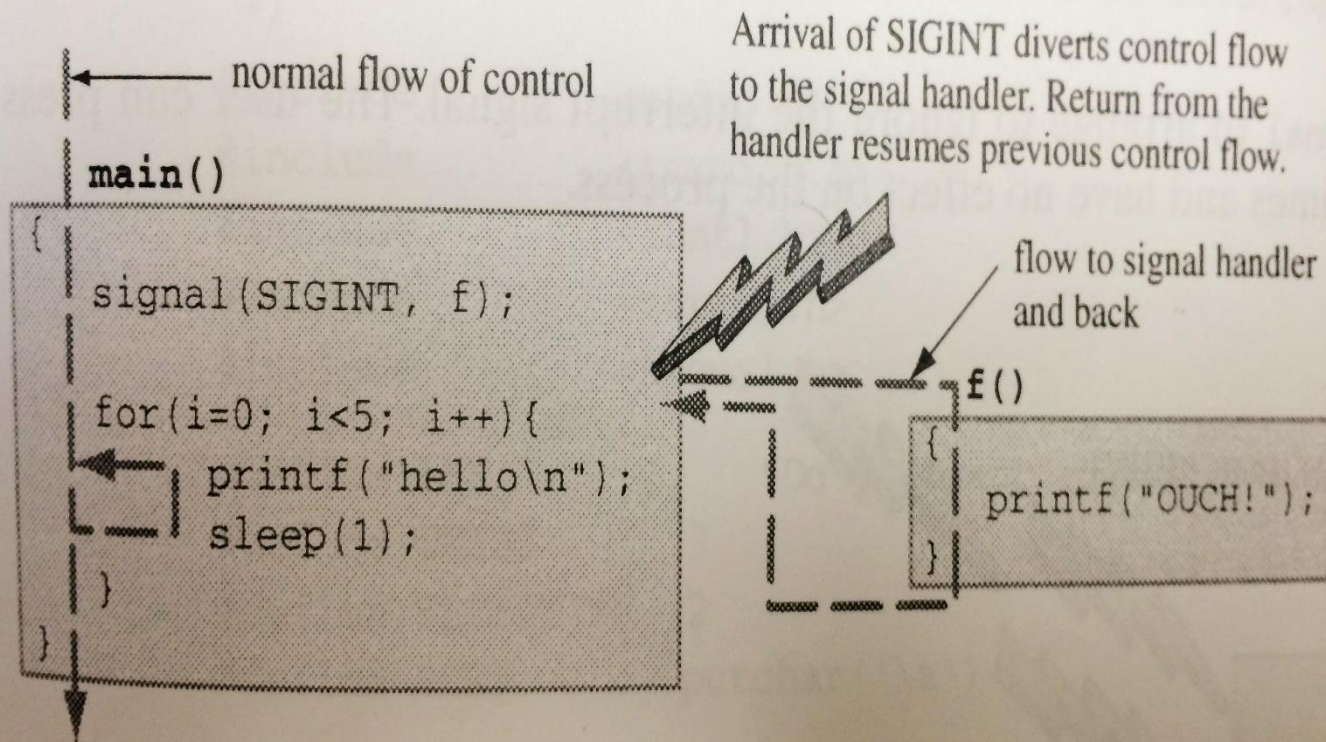 normal flow of control
main()
{
signal(SIGINT, f);
for(i=0; i<5; i++){
printf("hello\n");
sleep(1);
}
}
Arrival of SIGINT diverts control flow
to the signal handler. Return from the
handler resumes previous control flow.
flow to signal handler
and back
f()
{
printf("OUCH!");
}